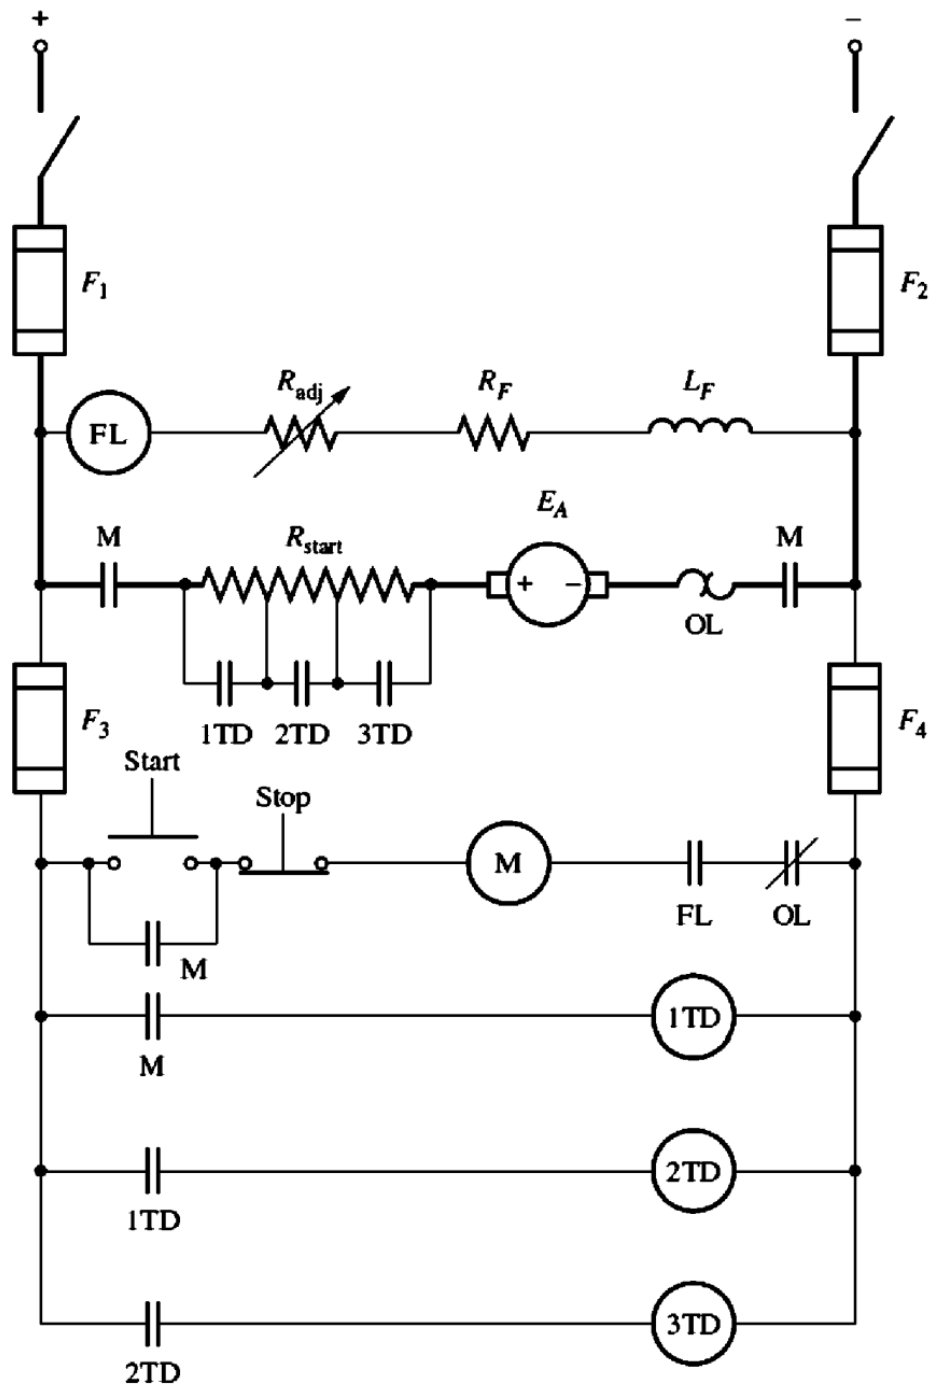 + −
F1 F2
Radj RF LF
FL
EA
M Rstart M
+ −
OL
1TD 2TD 3TD
F3 F4
Start
Stop
M
FL OL
M
1TD
M
2TD
1TD
3TD
2TD